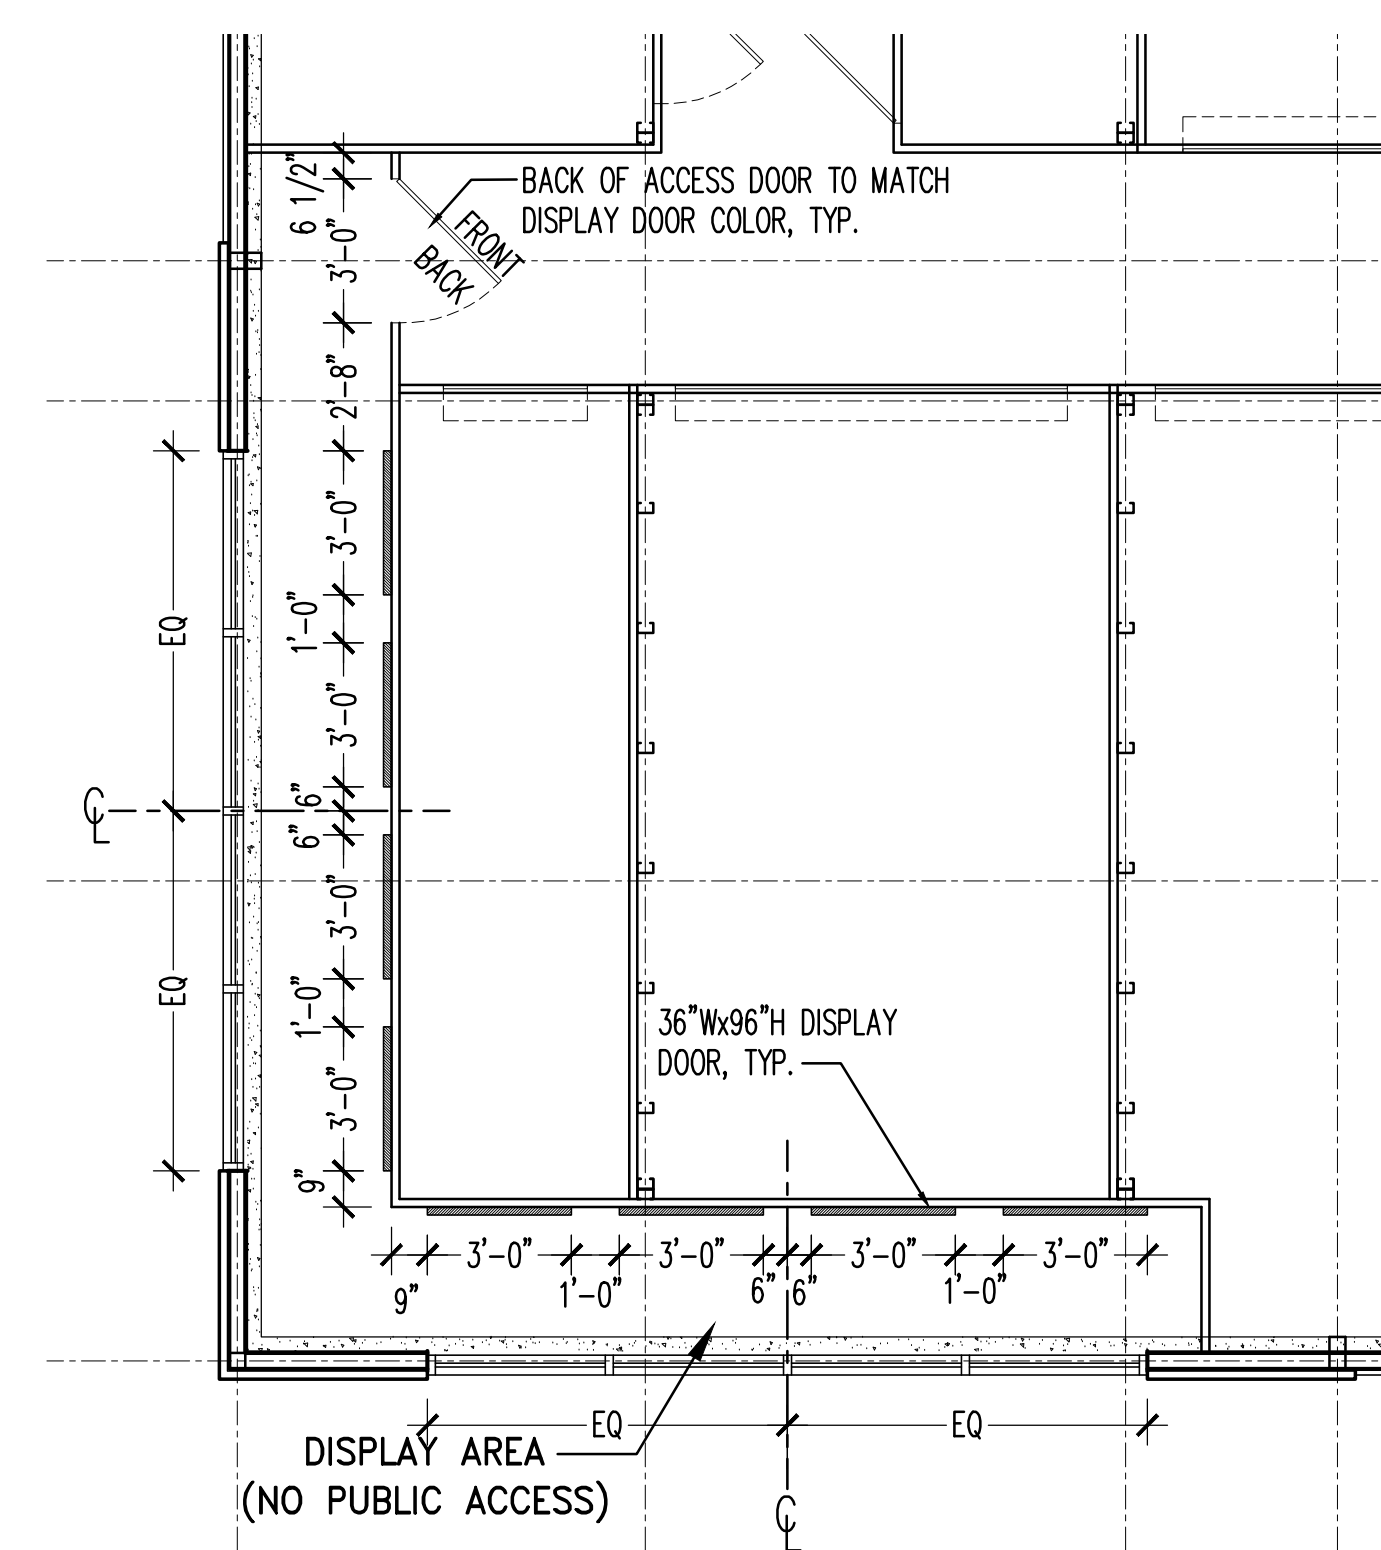 6 1/2"
BACK OF ACCESS DOOR TO MATCH
DISPLAY DOOR COLOR, TYP.
FRONT
BACK
3'-0"
2'-8"
3'-0"
EQ
1'-0"
3'-0"
6"
℄
6"
3'-0"
EQ
1'-0"
36"Wx96"H DISPLAY
DOOR, TYP.
3'-0"
9"
3'-0" 3'-0" 3'-0" 3'-0"
9" 1'-0" 6" 6" 1'-0"
EQ EQ
DISPLAY AREA
(NO PUBLIC ACCESS)
℄